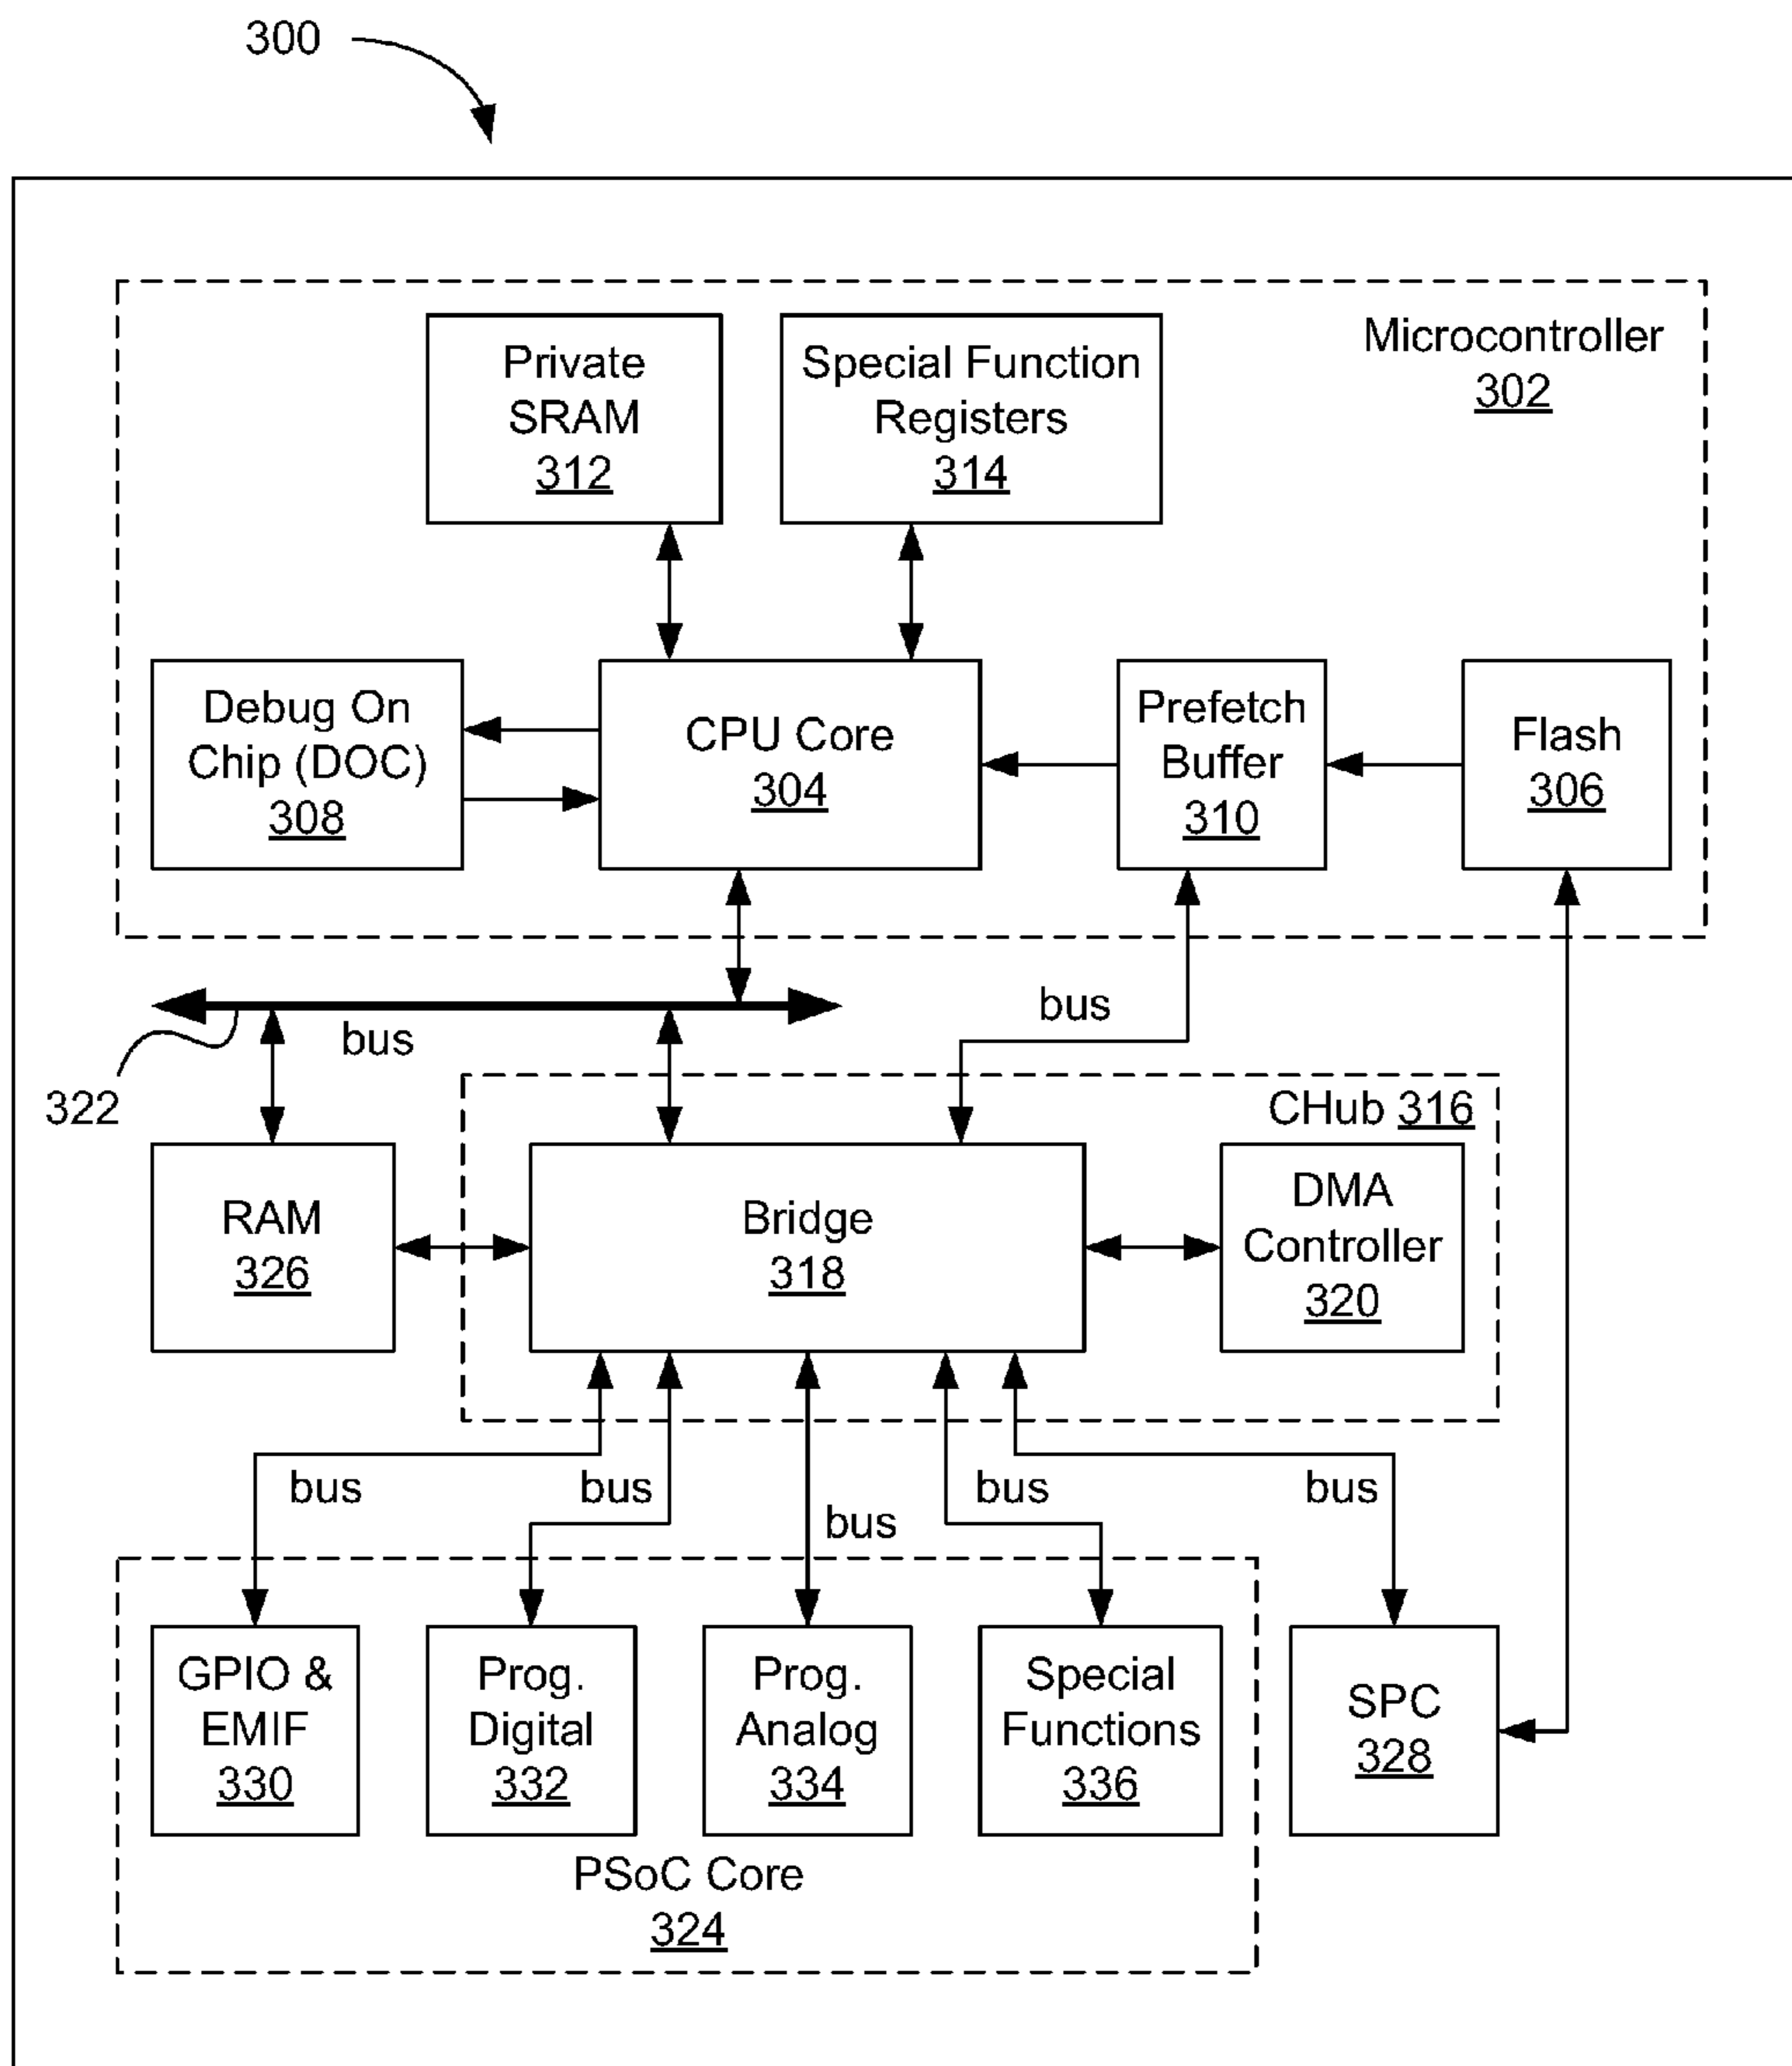 300
Microcontroller
302
Private
SRAM
312
Special Function
Registers
314
Debug On
Chip (DOC)
308
CPU Core
304
Prefetch
Buffer
310
Flash
306
bus
bus
322
CHub 316
RAM
326
Bridge
318
DMA
Controller
320
bus
bus
bus
bus
bus
GPIO &
EMIF
330
Prog.
Digital
332
Prog.
Analog
334
Special
Functions
336
SPC
328
PSoC Core
324